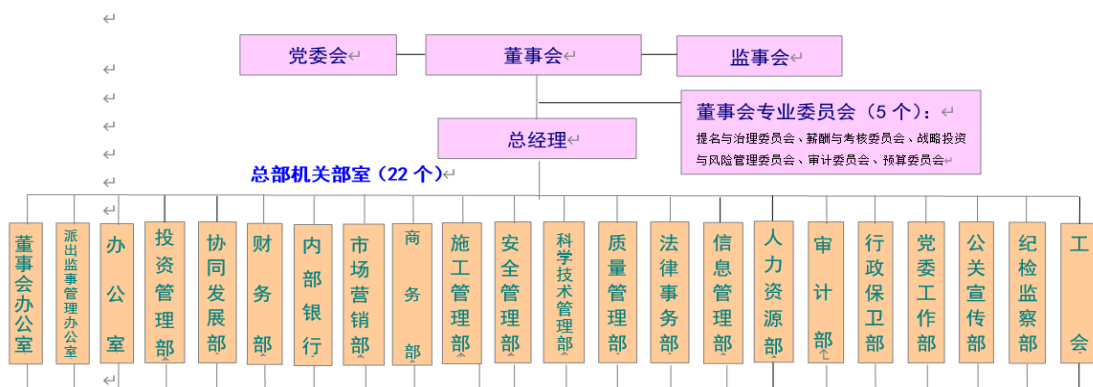 党委会
董事会
监事会
董事会专业委员会（5 个）：
提名与治理委员会、薪酬与考核委员会、战略投资
与风险管理委员会、审计委员会、预算委员会
总经理
总部机关部室（22 个）
董事会办公室
派出监事管理办公室
办公室
投资管理部
协同发展部
财务部
内部银行
市场营销部
商务部
施工管理部
安全管理部
科学技术管理部
质量管理部
法律事务部
信息管理部
人力资源部
审计部
行政保卫部
党委工作部
公关宣传部
纪检监察部
工会